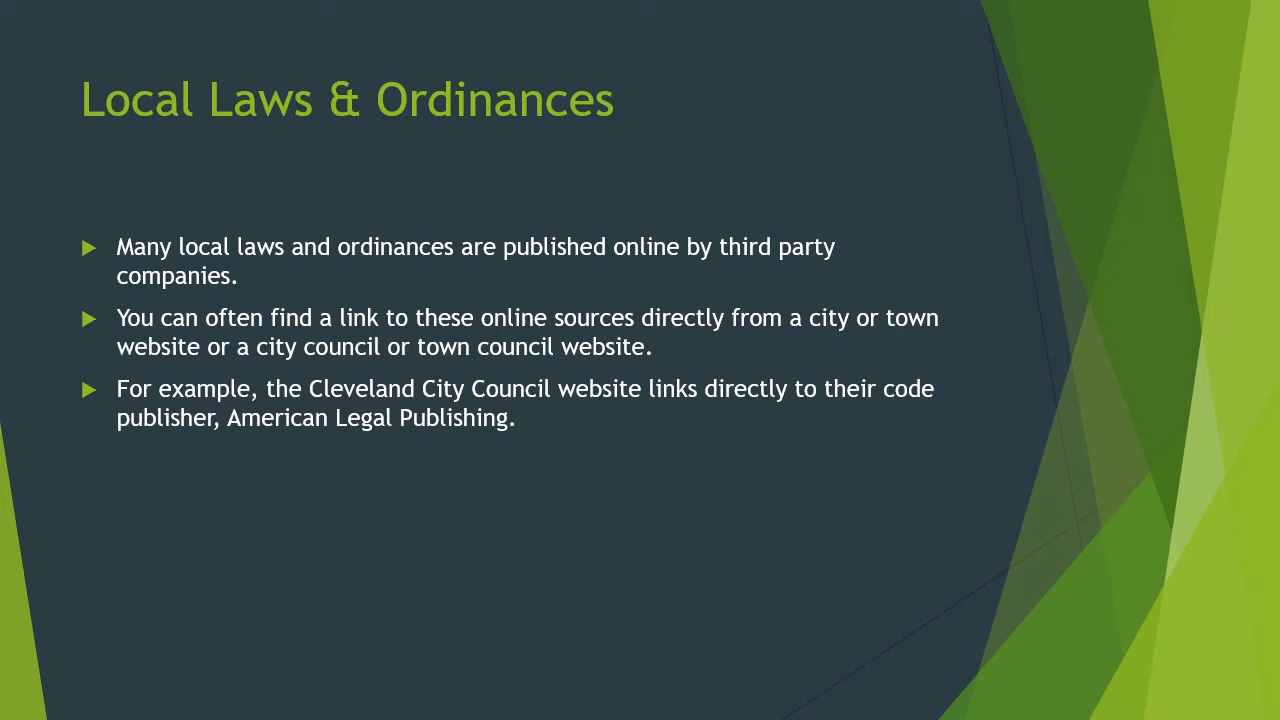 Local Laws & Ordinances
Many local laws and ordinances are published online by third party
companies.
You can often find a link to these online sources directly from a city or town
website or a city council or town council website.
For example, the Cleveland City Council website links directly to their code
publisher, American Legal Publishing.